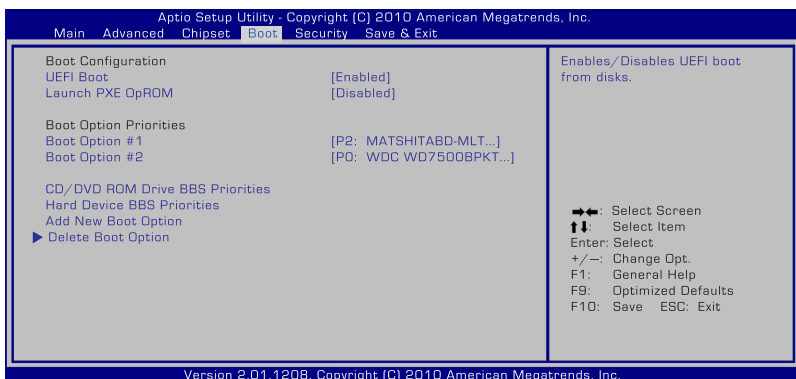 Aptio Setup Utility - Copyright (C) 2010 American Megatrends, Inc.
Main Advanced Chipset Boot Security Save & Exit
Boot Configuration
UEFI Boot [Enabled]
Launch PXE OpROM [Disabled]
Boot Option Priorities
Boot Option #1 [P2: MATSHITABD-MLT...]
Boot Option #2 [P0: WDC WD7500BPKT...]
CD/DVD ROM Drive BBS Priorities
Hard Device BBS Priorities
Add New Boot Option
Delete Boot Option
Enables/Disables UEFI boot
from disks.
→←: Select Screen
↑↓: Select Item
Enter: Select
+/—: Change Opt.
F1: General Help
F9: Optimized Defaults
F10: Save ESC: Exit
Version 2.01.1208. Copyright (C) 2010 American Megatrends, Inc.